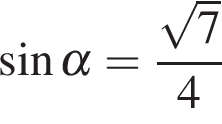 sin α = √7/4